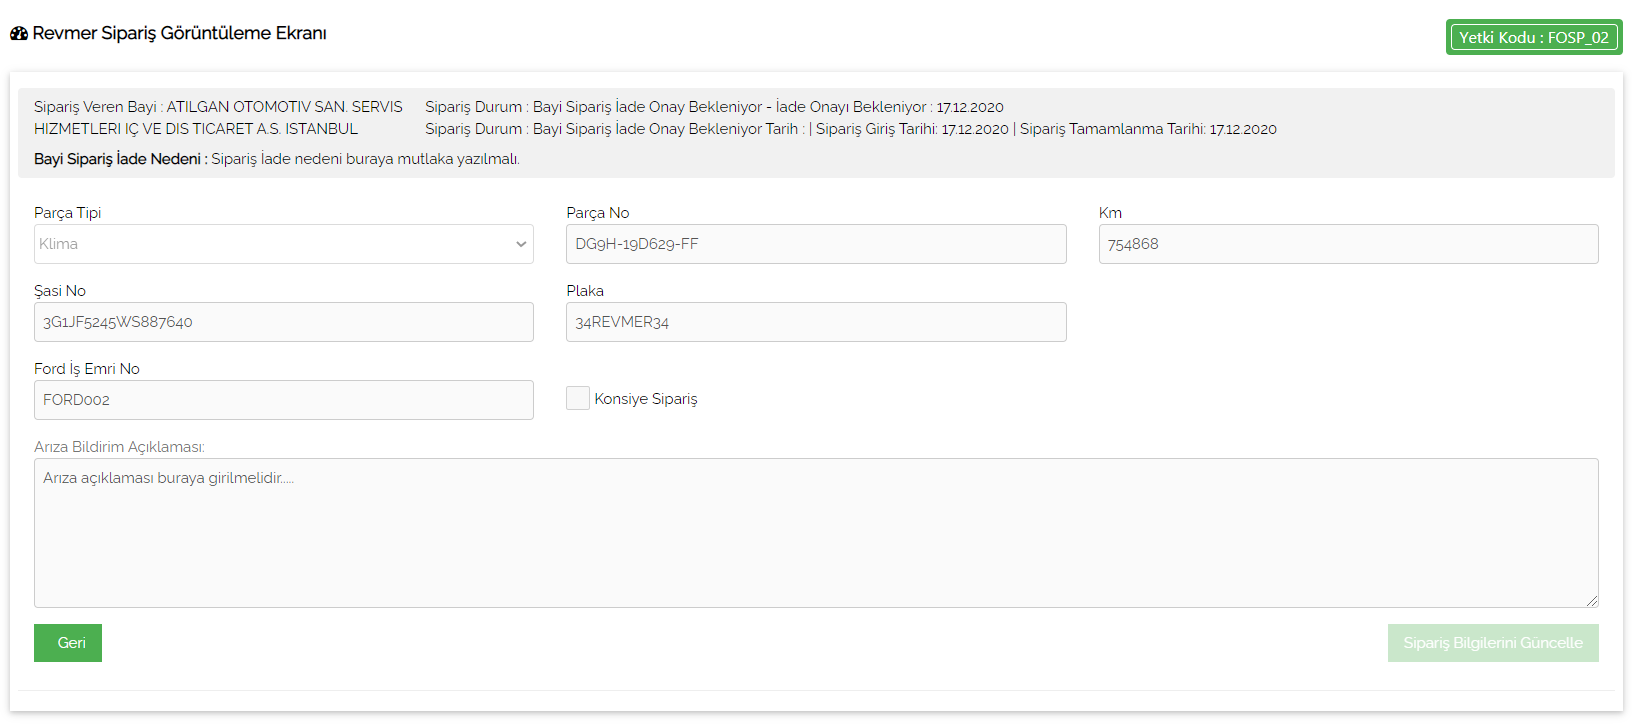 Revmer Sipariş Görüntüleme Ekranı
Yetki Kodu : FOSP_02
Sipariş Veren Bayi : ATILGAN OTOMOTIV SAN. SERVIS
HIZMETLERI IÇ VE DIS TICARET A.S. ISTANBUL
Sipariş Durum : Bayi Sipariş İade Onay Bekleniyor - İade Onayı Bekleniyor : 17.12.2020
Sipariş Durum : Bayi Sipariş İade Onay Bekleniyor Tarih : | Sipariş Giriş Tarihi: 17.12.2020 | Sipariş Tamamlanma Tarihi: 17.12.2020
Bayi Sipariş İade Nedeni : Sipariş İade nedeni buraya mutlaka yazılmalı.
Parça Tipi
Klima
Parça No
DG9H-19D629-FF
Km
754868
Şasi No
3G1JF5245WS887640
Plaka
34REVMER34
Ford İş Emri No
FORD002
Konsiye Sipariş
Arıza Bildirim Açıklaması:
Arıza açıklaması buraya girilmelidir.....
Geri
Sipariş Bilgilerini Güncelle